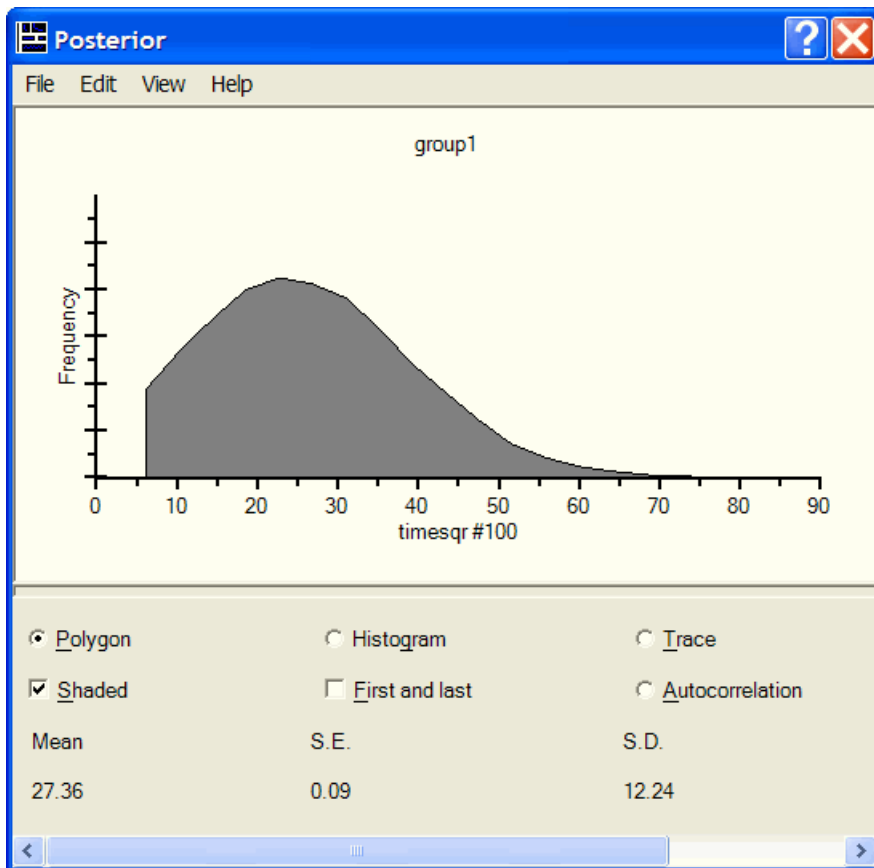 Posterior
File Edit View Help
group1
Frequency
0 10 20 30 40 50 60 70 80 90
timesqr #100
Polygon Histogram Trace
Shaded First and last Autocorrelation
Mean S.E. S.D.
27.36 0.09 12.24